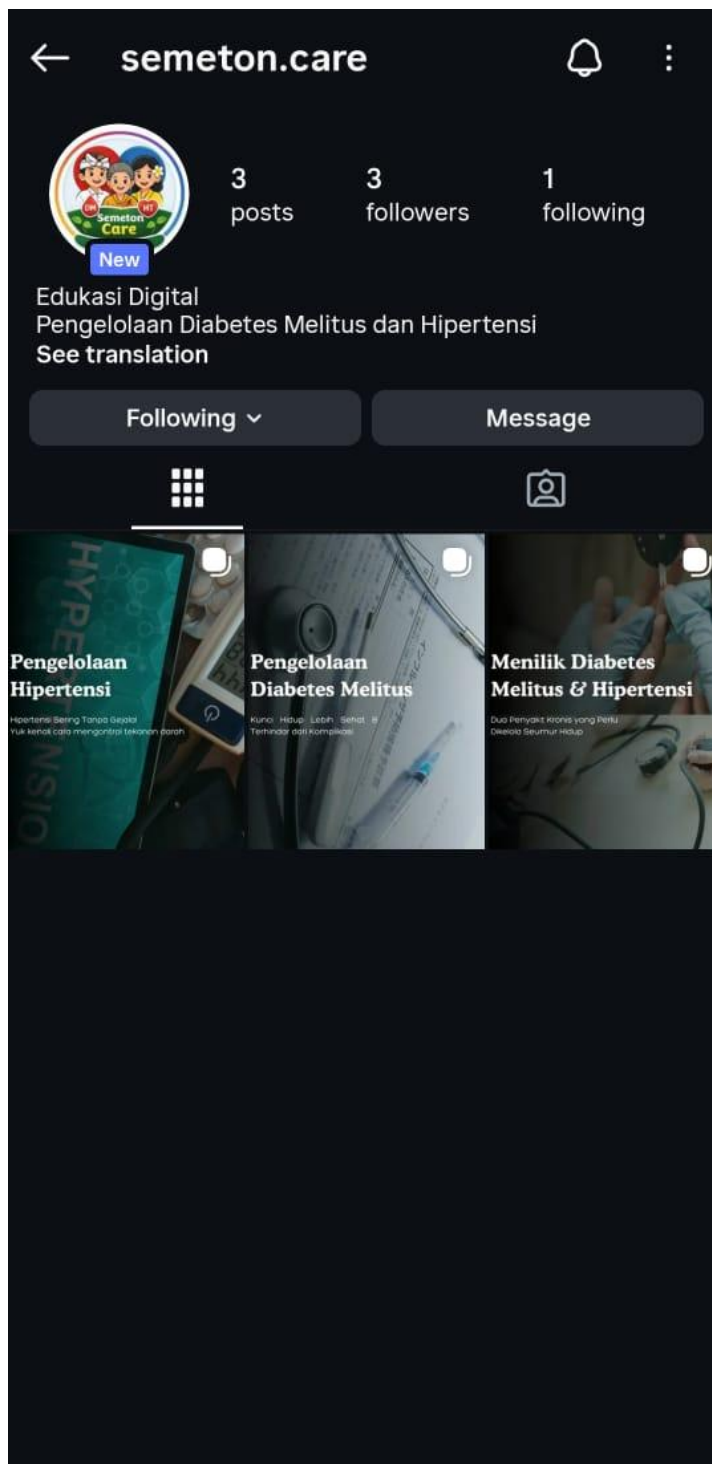 semeton.care
3
posts
3
followers
1
following
DM
HT
Semeton
Care
New
Edukasi Digital
Pengelolaan Diabetes Melitus dan Hipertensi
See translation
Following
Message
HYPERTENSIO
Pengelolaan
Hipertensi
Hipertensi Sering Tanpa Gejala!
Yuk kenali cara mengontrol tekanan darah
Pengelolaan
Diabetes Melitus
Kunci Hidup Lebih Sehat &
Terhindar dari Komplikasi
Menilik Diabetes
Melitus & Hipertensi
Dua Penyakit Kronis yang Perlu
Dikelola Seumur Hidup